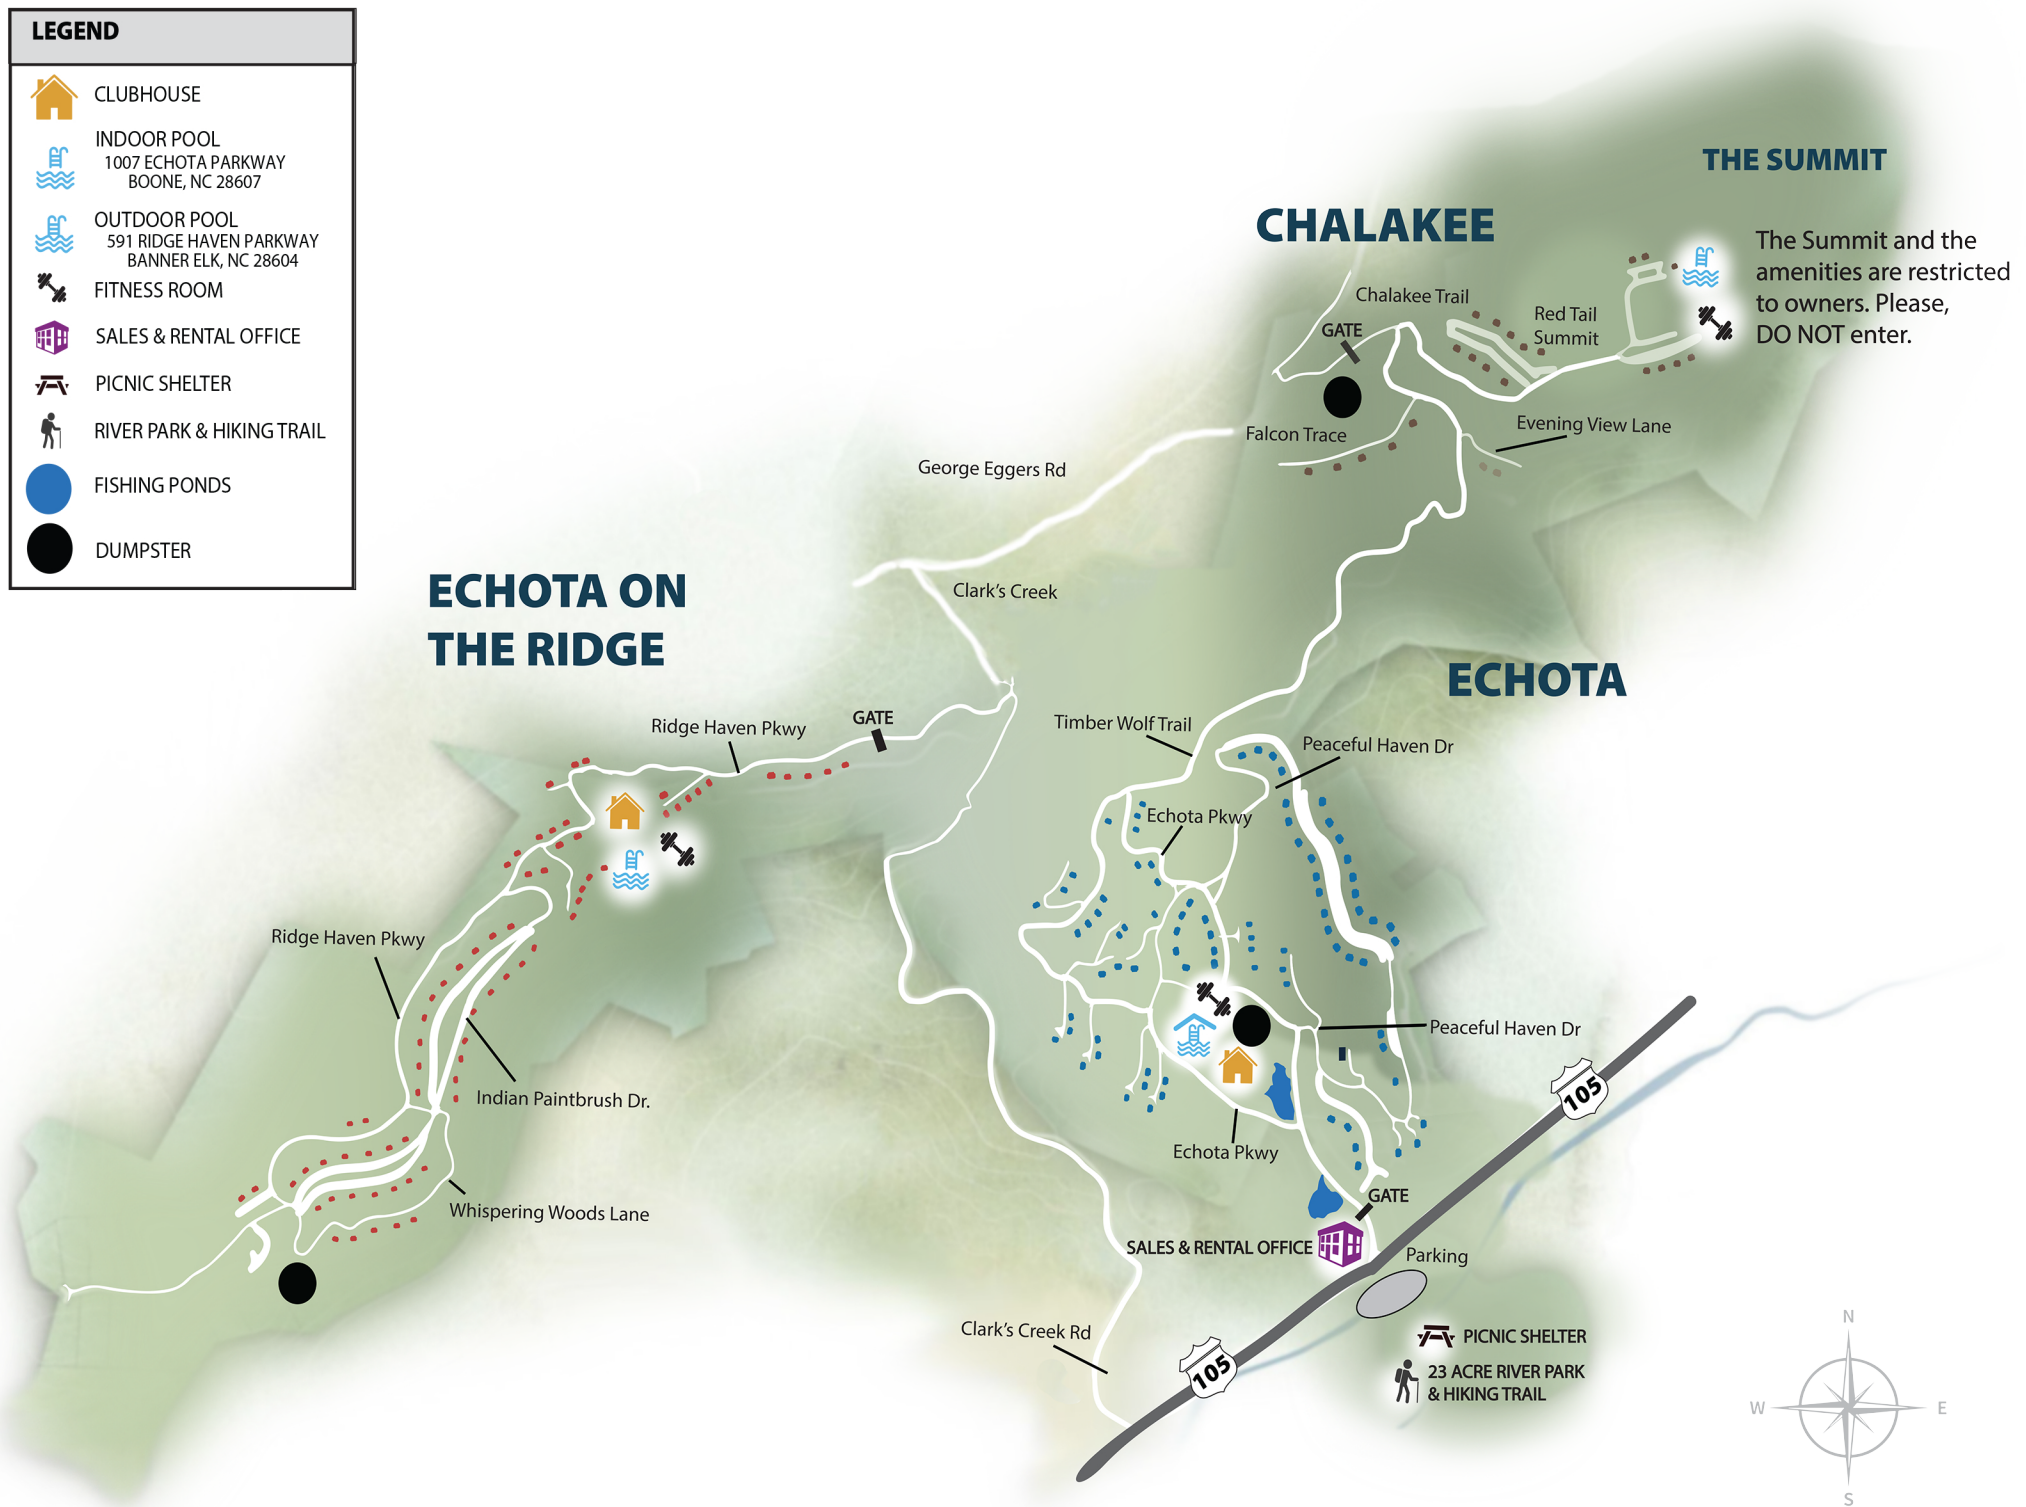 LEGEND
CLUBHOUSE
INDOOR POOL
1007 ECHOTA PARKWAY
BOONE, NC 28607
OUTDOOR POOL
591 RIDGE HAVEN PARKWAY
BANNER ELK, NC 28604
FITNESS ROOM
SALES & RENTAL OFFICE
PICNIC SHELTER
RIVER PARK & HIKING TRAIL
FISHING PONDS
DUMPSTER
THE SUMMIT
The Summit and the
amenities are restricted
to owners. Please,
DO NOT enter.
CHALAKEE
Chalakee Trail
GATE
Red Tail
Summit
Falcon Trace
Evening View Lane
George Eggers Rd
Clark's Creek
ECHOTA ON
THE RIDGE
ECHOTA
Ridge Haven Pkwy
GATE
Timber Wolf Trail
Peaceful Haven Dr
Echota Pkwy
Ridge Haven Pkwy
Indian Paintbrush Dr.
Whispering Woods Lane
Peaceful Haven Dr
Echota Pkwy
105
GATE
SALES & RENTAL OFFICE
Parking
Clark's Creek Rd
105
PICNIC SHELTER
23 ACRE RIVER PARK
& HIKING TRAIL
N
W
E
S